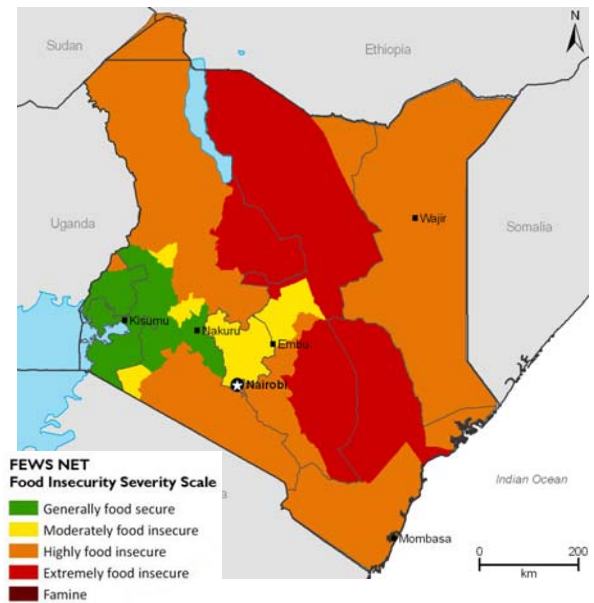 N
Sudan
Ethiopia
Wajir
Uganda
Somalia
Kisumu
Nakuru
Embu
Nairobi
FEWS NET
Food Insecurity Severity Scale
Generally food secure
Moderately food insecure
Highly food insecure
Extremely food insecure
Famine
Indian Ocean
Mombasa
0 200
km